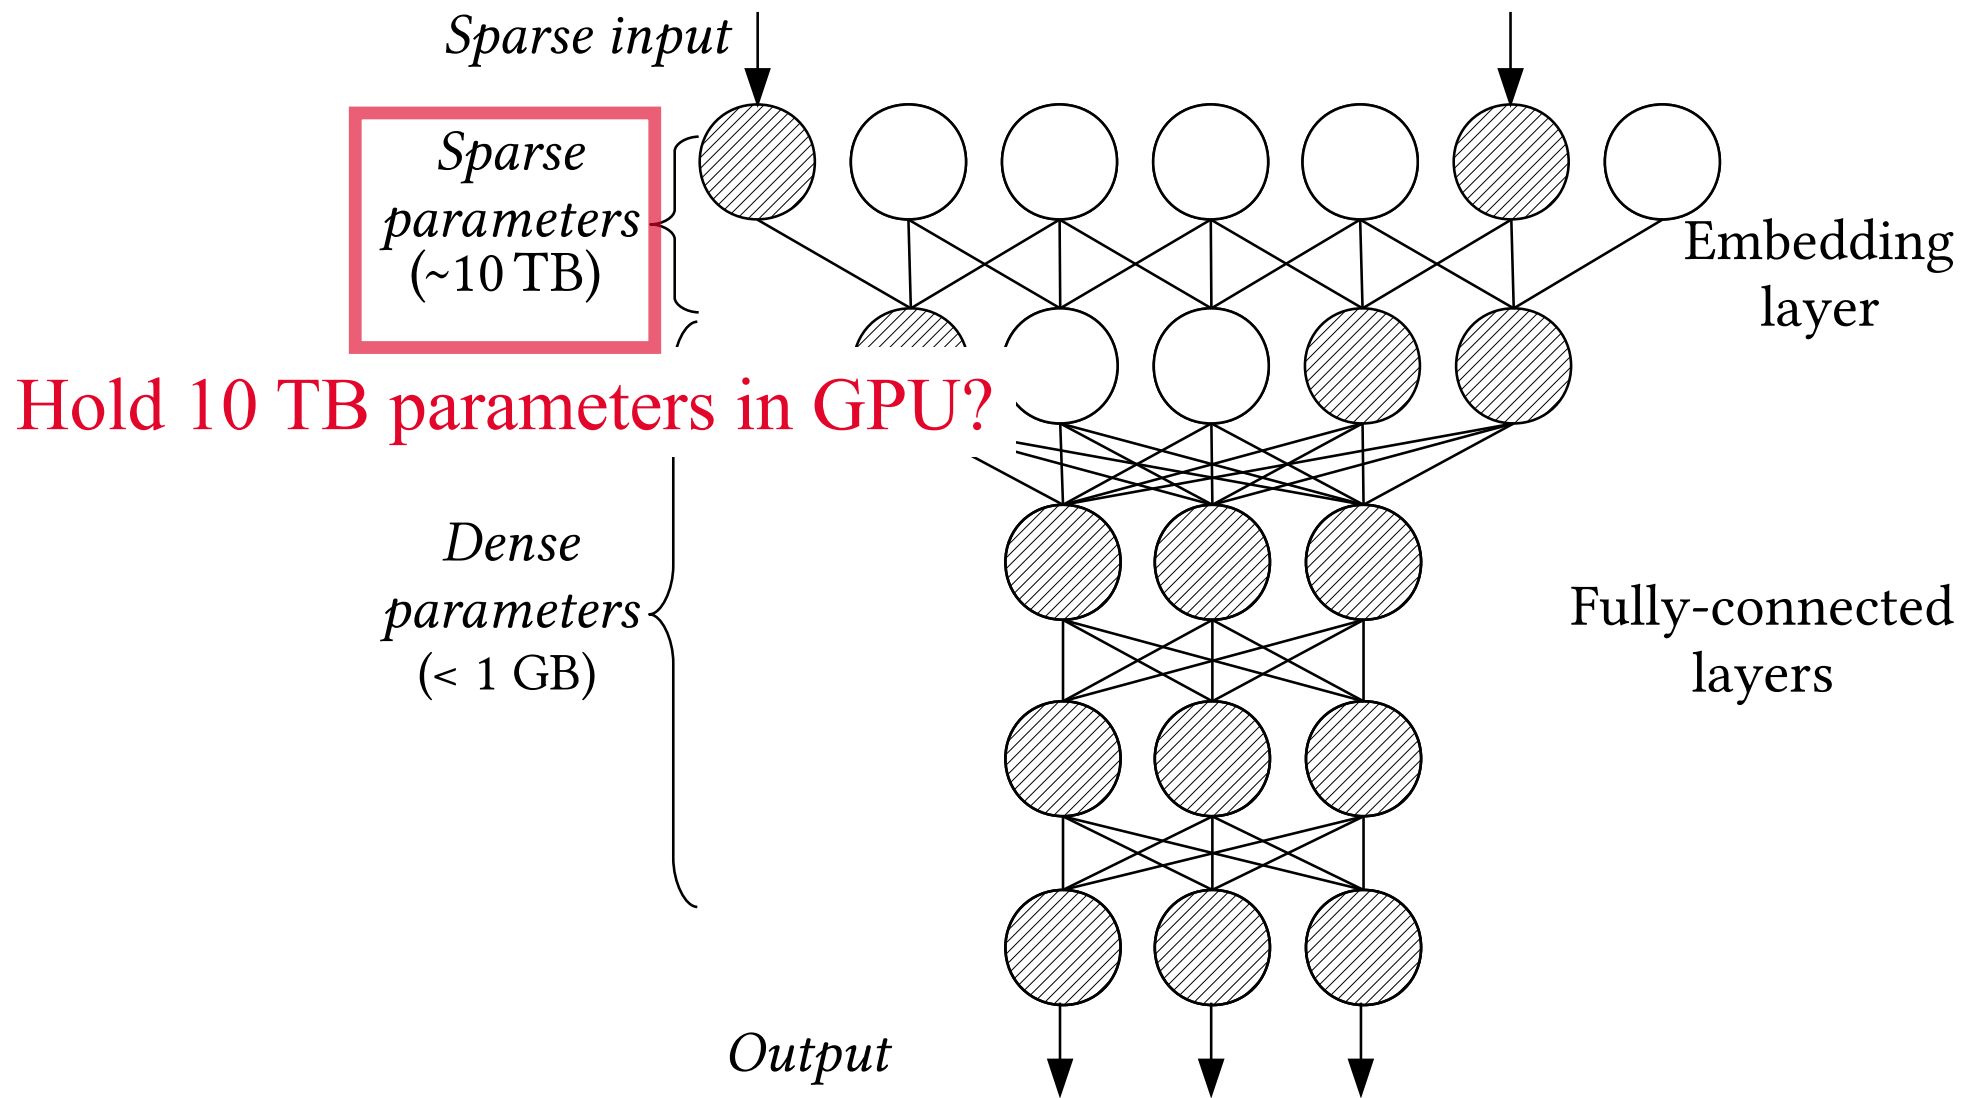 Sparse input
Sparse
parameters
(~10 TB)
Embedding
layer
Hold 10 TB parameters in GPU?
Dense
parameters
(< 1 GB)
Fully-connected
layers
Output